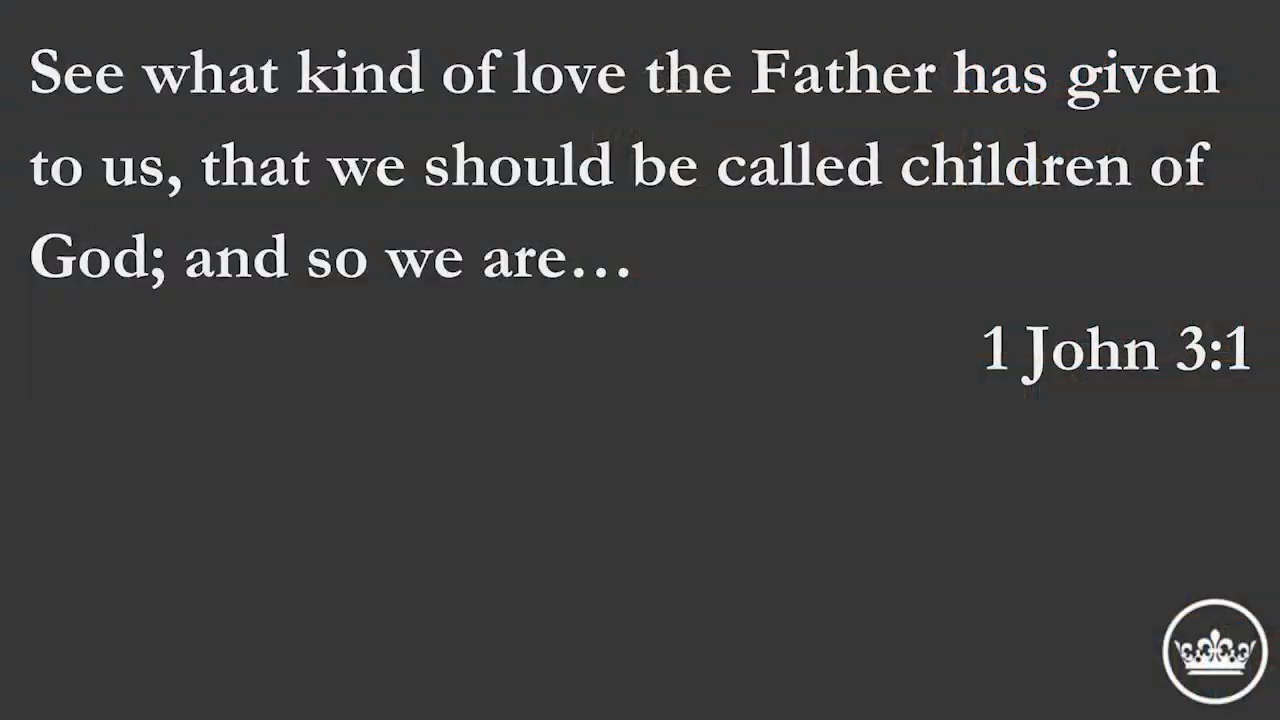 See what kind of love the Father has given
to us, that we should be called children of
God; and so we are…
1 John 3:1